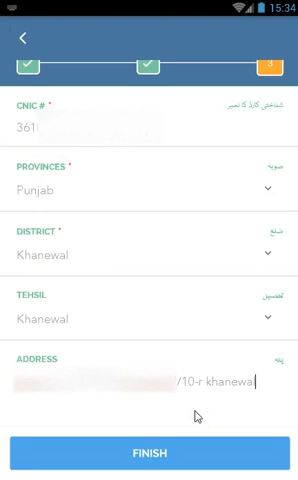 15:34
3
CNIC # * شناختی کارڈ کا نمبر
361
PROVINCES * صوبہ
Punjab
DISTRICT * ضلع
Khanewal
TEHSIL تحصیل
Khanewal
ADDRESS پتہ
/10-r khanewal
FINISH